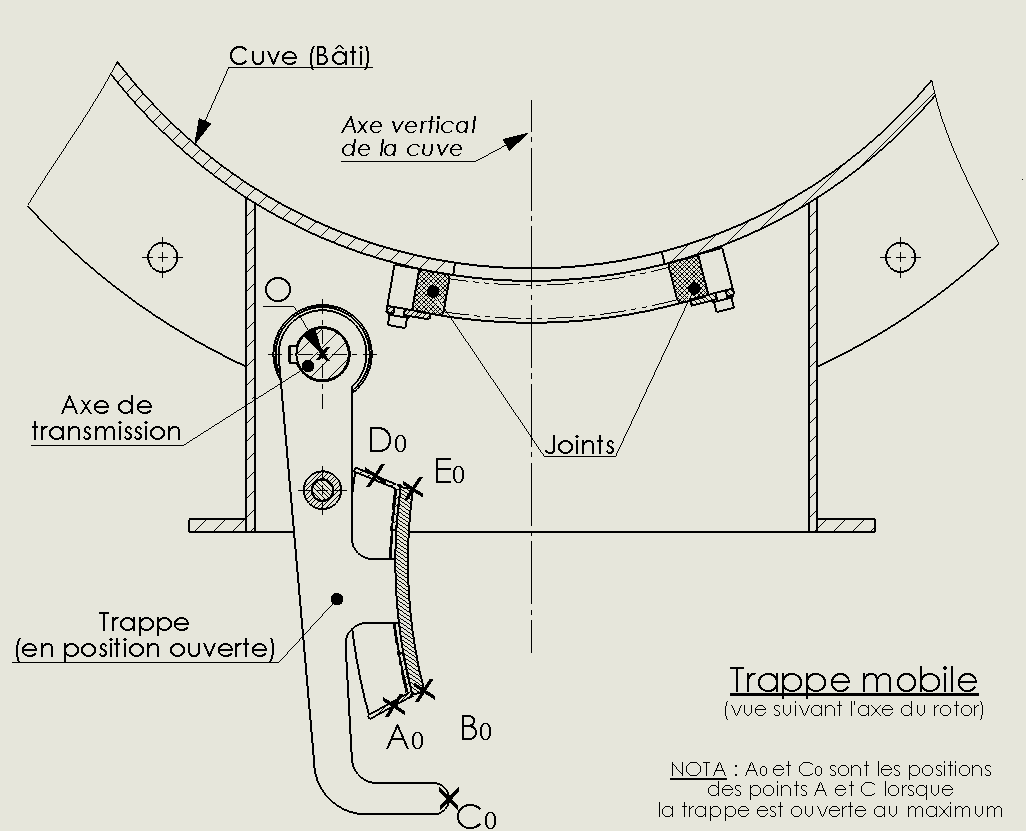 Cuve (Bâti)
Axe vertical
de la cuve
O
Axe de
transmission
Joints
D0
E0
Trappe
(en position ouverte)
A0
B0
C0
Trappe mobile
(vue suivant l'axe du rotor)
NOTA : A0 et C0 sont les positions
des points A et C lorsque
la trappe est ouverte au maximum